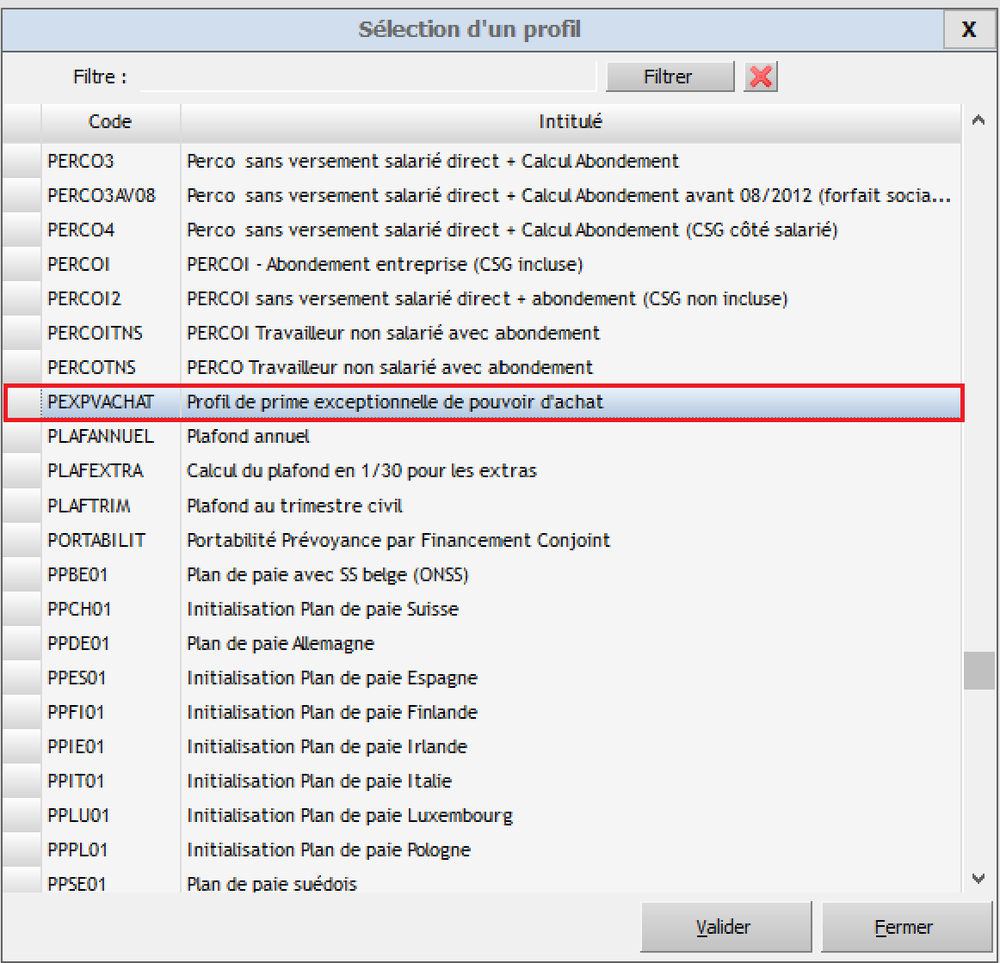 Sélection d'un profil X
Filtre : Filtrer
Code Intitulé
PERCO3 Perco sans versement salarié direct + Calcul Abondement
PERCO3AV08 Perco sans versement salarié direct + Calcul Abondement avant 08/2012 (forfait socia...
PERCO4 Perco sans versement salarié direct + Calcul Abondement (CSG côté salarié)
PERCOI PERCOI - Abondement entreprise (CSG incluse)
PERCOI2 PERCOI sans versement salarié direct + abondement (CSG non incluse)
PERCOITNS PERCOI Travailleur non salarié avec abondement
PERCOTNS PERCO Travailleur non salarié avec abondement
PEXPVACHAT Profil de prime exceptionnelle de pouvoir d'achat
PLAFANNUEL Plafond annuel
PLAFEXTRA Calcul du plafond en 1/30 pour les extras
PLAFTRIM Plafond au trimestre civil
PORTABILIT Portabilité Prévoyance par Financement Conjoint
PPBE01 Plan de paie avec SS belge (ONSS)
PPCH01 Initialisation Plan de paie Suisse
PPDE01 Plan de paie Allemagne
PPES01 Initialisation Plan de paie Espagne
PPFI01 Initialisation Plan de paie Finlande
PPIE01 Initialisation Plan de paie Irlande
PPIT01 Initialisation Plan de paie Italie
PPLU01 Initialisation Plan de paie Luxembourg
PPPL01 Initialisation Plan de paie Pologne
PPSE01 Plan de paie suédois
Valider Fermer